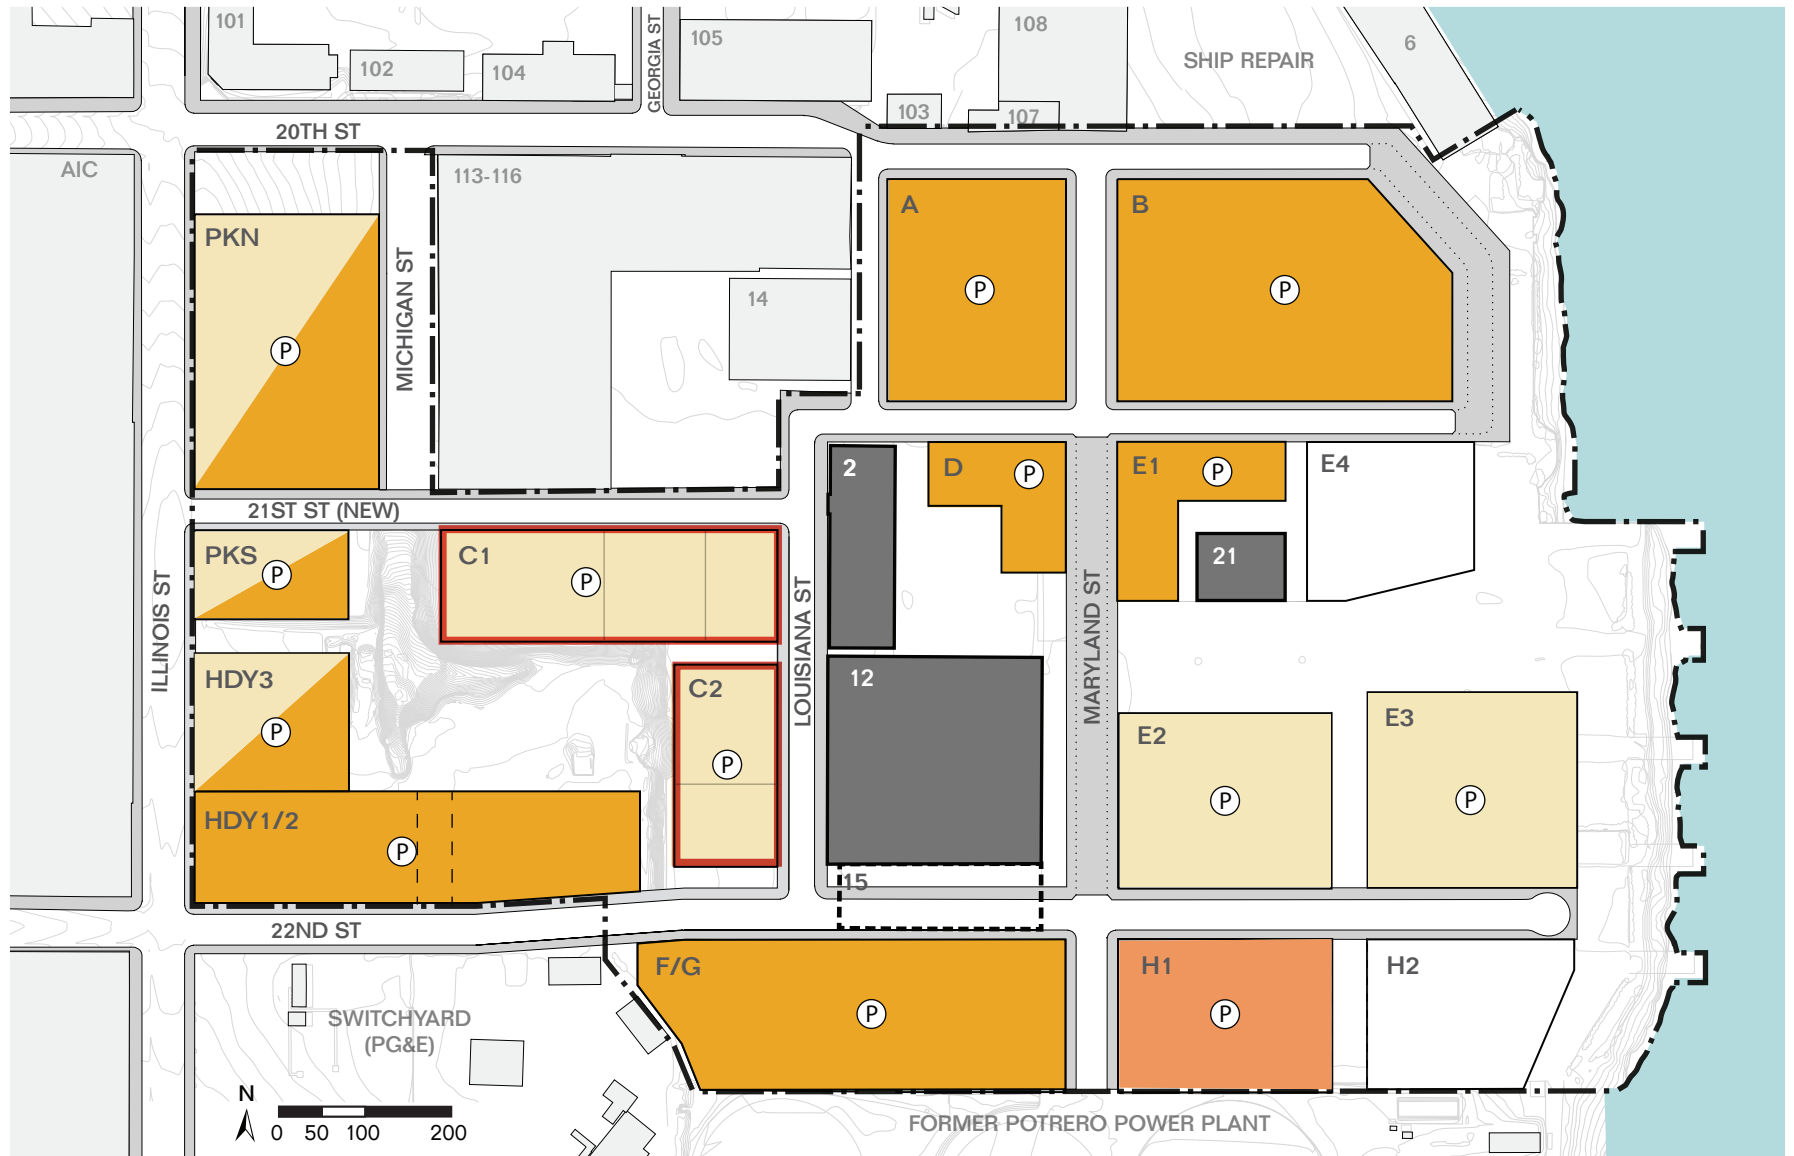 101
102
104
GEORGIA ST
105
108
103
107
SHIP REPAIR
6
20TH ST
AIC
113-116
14
PKN
P
MICHIGAN ST
A
P
B
P
21ST ST (NEW)
2
D
P
E1
P
E4
21
PKS
P
C1
P
ILLINOIS ST
LOUISIANA ST
MARYLAND ST
HDY3
P
C2
P
12
E2
P
E3
P
HDY1/2
P
15
22ND ST
F/G
P
H1
P
H2
SWITCHYARD
(PG&E)
N
0 50 100 200
FORMER POTRERO POWER PLANT